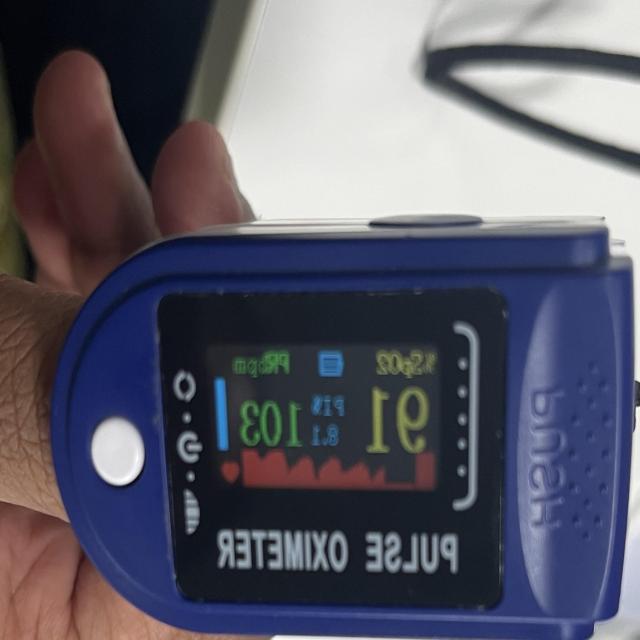 %SpO2 PRbpm
91 PI% 103
8.1
PULSE OXIMETER
PUSH